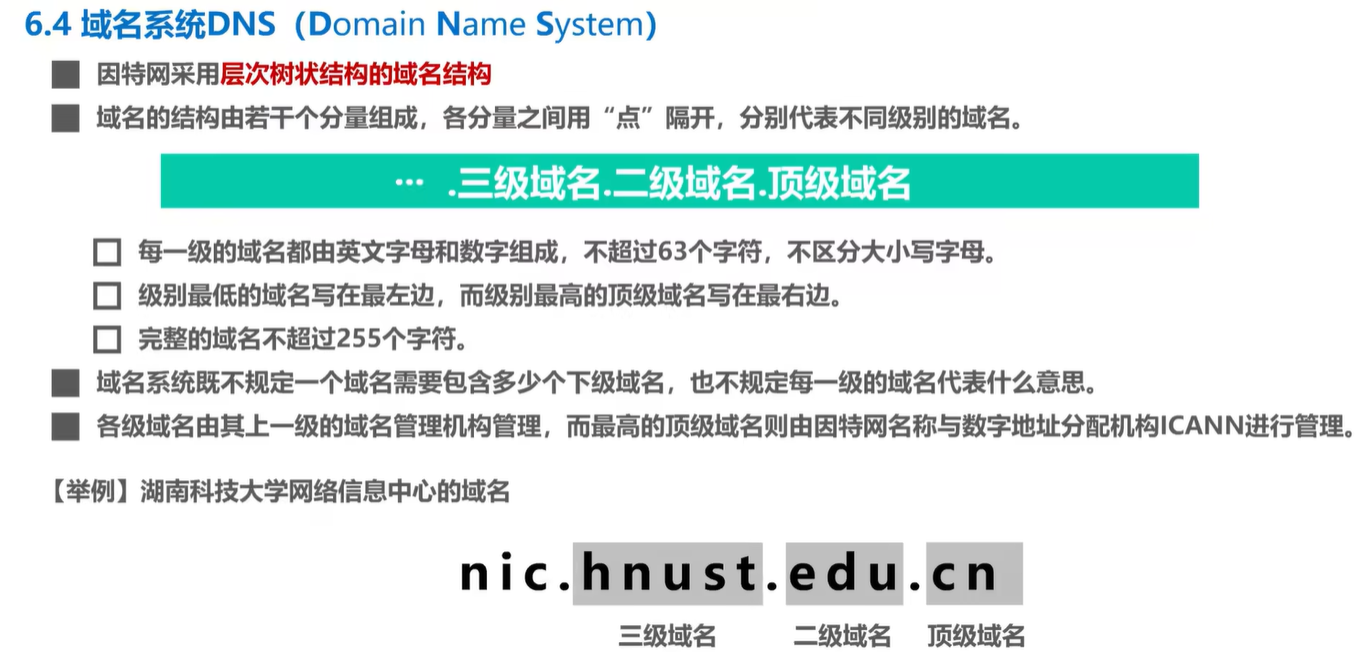 6.4 域名系统DNS（Domain Name System）
因特网采用层次树状结构的域名结构
域名的结构由若干个分量组成，各分量之间用“点”隔开，分别代表不同级别的域名。
… .三级域名.二级域名.顶级域名
每一级的域名都由英文字母和数字组成，不超过63个字符，不区分大小写字母。
级别最低的域名写在最左边，而级别最高的顶级域名写在最右边。
完整的域名不超过255个字符。
域名系统既不规定一个域名需要包含多少个下级域名，也不规定每一级的域名代表什么意思。
各级域名由其上一级的域名管理机构管理，而最高的顶级域名则由因特网名称与数字地址分配机构ICANN进行管理。
【举例】湖南科技大学网络信息中心的域名
nic.hnust.edu.cn
三级域名 二级域名 顶级域名